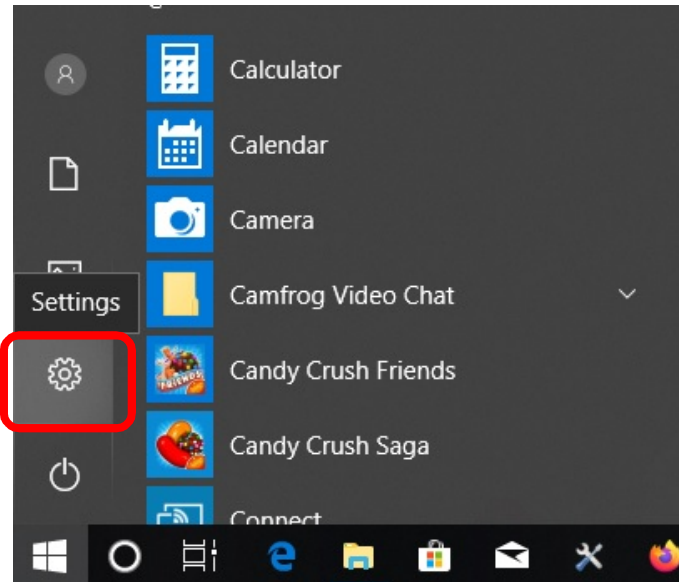 Calculator
Calendar
Camera
Settings
Camfrog Video Chat
Candy Crush Friends
Candy Crush Saga
Connect